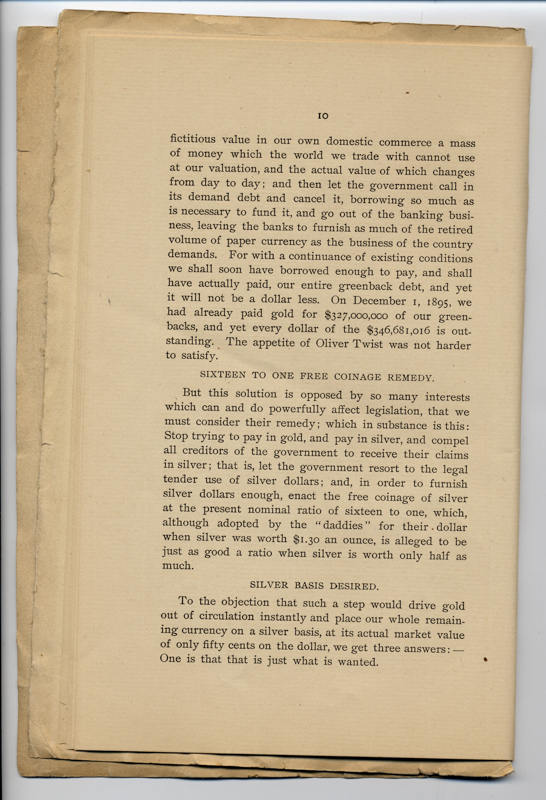 10
fictitious value in our own domestic commerce a mass
of money which the world we trade with cannot use
at our valuation, and the actual value of which changes
from day to day; and then let the government call in
its demand debt and cancel it, borrowing so much as
is necessary to fund it, and go out of the banking busi-
ness, leaving the banks to furnish as much of the retired
volume of paper currency as the business of the country
demands. For with a continuance of existing conditions
we shall soon have borrowed enough to pay, and shall
have actually paid, our entire greenback debt, and yet
it will not be a dollar less. On December 1, 1895, we
had already paid gold for $327,000,000 of our green-
backs, and yet every dollar of the $346,681,016 is out-
standing. The appetite of Oliver Twist was not harder
to satisfy.
SIXTEEN TO ONE FREE COINAGE REMEDY.
But this solution is opposed by so many interests
which can and do powerfully affect legislation, that we
must consider their remedy; which in substance is this:
Stop trying to pay in gold, and pay in silver, and compel
all creditors of the government to receive their claims
in silver; that is, let the government resort to the legal
tender use of silver dollars; and, in order to furnish
silver dollars enough, enact the free coinage of silver
at the present nominal ratio of sixteen to one, which,
although adopted by the "daddies" for their dollar
when silver was worth $1.30 an ounce, is alleged to be
just as good a ratio when silver is worth only half as
much.
SILVER BASIS DESIRED.
To the objection that such a step would drive gold
out of circulation instantly and place our whole remain-
ing currency on a silver basis, at its actual market value
of only fifty cents on the dollar, we get three answers: —
One is that that is just what is wanted.